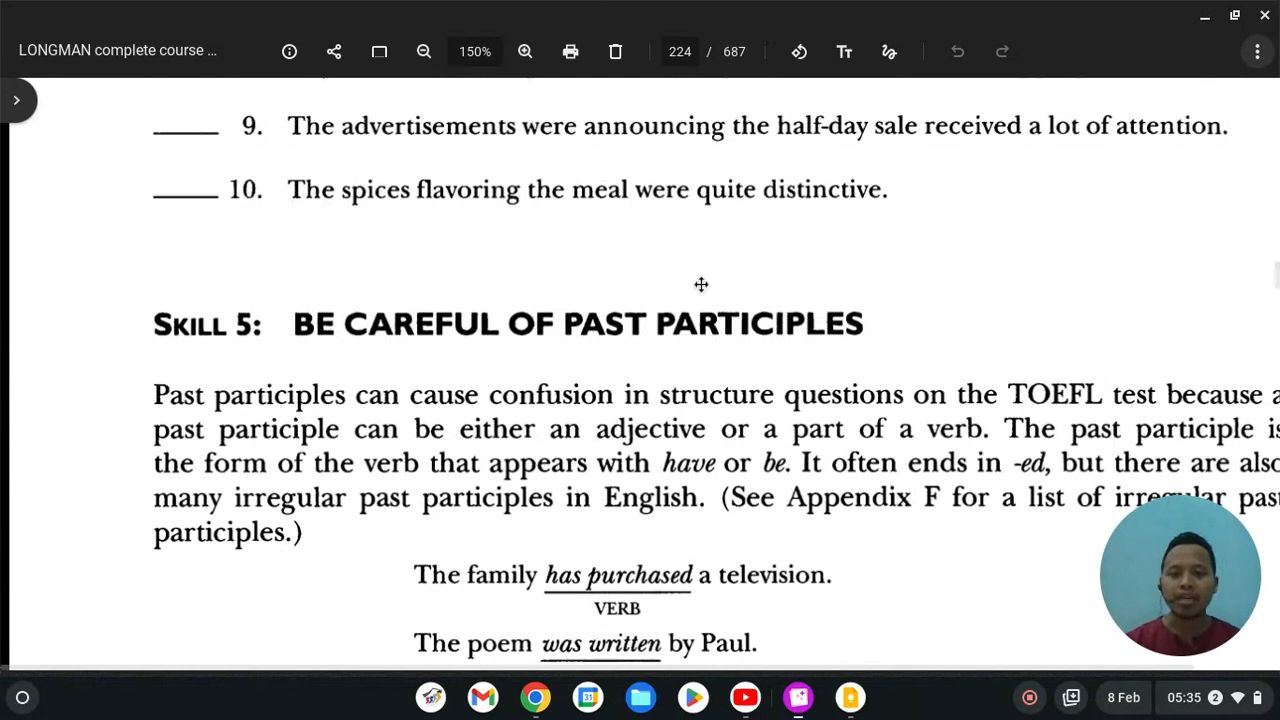 LONGMAN complete course ...
150%
224 / 687
9. The advertisements were announcing the half-day sale received a lot of attention.
10. The spices flavoring the meal were quite distinctive.
SKILL 5: BE CAREFUL OF PAST PARTICIPLES
Past participles can cause confusion in structure questions on the TOEFL test because a
past participle can be either an adjective or a part of a verb. The past participle is
the form of the verb that appears with have or be. It often ends in -ed, but there are also
many irregular past participles in English. (See Appendix F for a list of irregular past
participles.)
The family has purchased a television.
VERB
The poem was written by Paul.
8 Feb
05:35 2